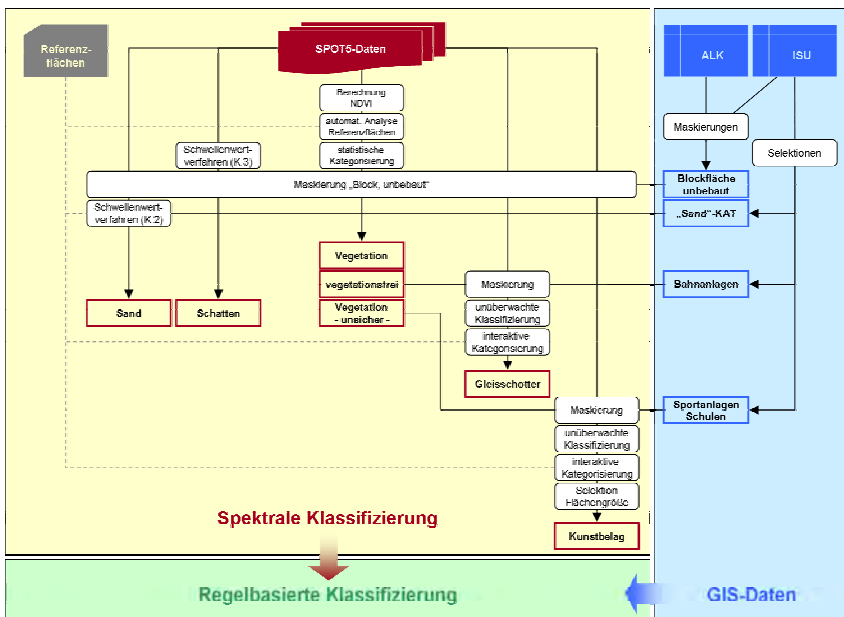 Referenz-
flächen
SPOT5-Daten
ALK
ISU
Berechnung
NDVI
automat. Analyse
Referenzflächen
statistische
Kategorisierung
Schwellenwert-
verfahren (K.3)
Maskierungen
Selektionen
Maskierung „Block, unbebaut“
Blockfläche
unbebaut
Schwellenwert-
verfahren (K.2)
„Sand“-KAT
Vegetation
vegetationsfrei
Vegetation
- unsicher -
Maskierung
unüberwachte
Klassifizierung
interaktive
Kategorisierung
Bahnanlagen
Sand
Schatten
Gleisschotter
Maskierung
unüberwachte
Klassifizierung
interaktive
Kategorisierung
Selektion
Flächengröße
Sportanlagen
Schulen
Kunstbelag
Spektrale Klassifizierung
Regelbasierte Klassifizierung
GIS-Daten